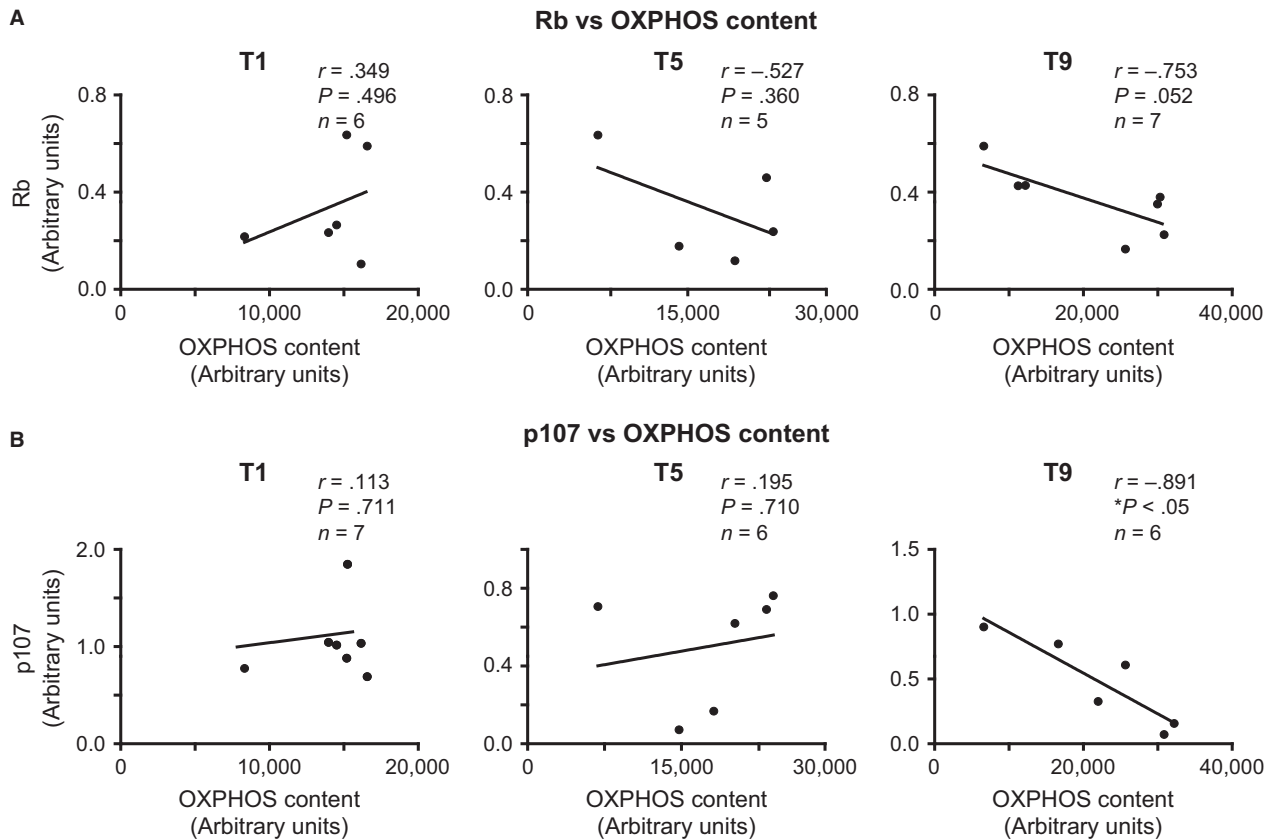 A
Rb vs OXPHOS content
T1
r = .349
P = .496
n = 6
T5
r = –.527
P = .360
n = 5
T9
r = –.753
P = .052
n = 7
Rb
(Arbitrary units)
0.8
0.4
0.0
0 10,000 20,000
OXPHOS content
(Arbitrary units)
0.8
0.4
0.0
0 15,000 30,000
OXPHOS content
(Arbitrary units)
0.8
0.4
0.0
0 20,000 40,000
OXPHOS content
(Arbitrary units)
B
p107 vs OXPHOS content
T1
r = .113
P = .711
n = 7
T5
r = .195
P = .710
n = 6
T9
r = –.891
*P < .05
n = 6
p107
(Arbitrary units)
2.0
1.0
0.0
0 10,000 20,000
OXPHOS content
(Arbitrary units)
0.8
0.4
0.0
0 15,000 30,000
OXPHOS content
(Arbitrary units)
1.5
1.0
0.5
0.0
0 20,000 40,000
OXPHOS content
(Arbitrary units)